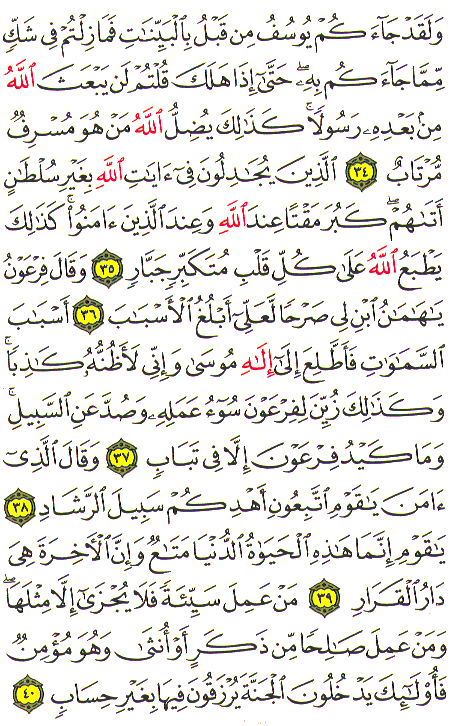 وَلَقَدْ جَآءَكُمْ يُوسُفُ مِن قَبْلُ بِالْبَيِّنَٰتِ فَمَا زِلْتُمْ فِى شَكٍّ
مِّمَّا جَآءَكُم بِهِۦ ۖ حَتَّىٰٓ إِذَا هَلَكَ قُلْتُمْ لَن يَبْعَثَ ٱللَّهُ
مِنۢ بَعْدِهِۦ رَسُولًا ۚ كَذَٰلِكَ يُضِلُّ ٱللَّهُ مَنْ هُوَ مُسْرِفٌ
مُّرْتَابٌ ٣٤ ٱلَّذِينَ يُجَٰدِلُونَ فِىٓ ءَايَٰتِ ٱللَّهِ بِغَيْرِ سُلْطَٰنٍ
أَتَىٰهُمْ ۖ كَبُرَ مَقْتًا عِندَ ٱللَّهِ وَعِندَ ٱلَّذِينَ ءَامَنُوا۟ ۚ كَذَٰلِكَ
يَطْبَعُ ٱللَّهُ عَلَىٰ كُلِّ قَلْبِ مُتَكَبِّرٍ جَبَّارٍ ٣٥ وَقَالَ فِرْعَوْنُ
يَٰهَٰمَٰنُ ٱبْنِ لِى صَرْحًا لَّعَلِّىٓ أَبْلُغُ ٱلْأَسْبَٰبَ ٣٦ أَسْبَٰبَ
ٱلسَّمَٰوَٰتِ فَأَطَّلِعَ إِلَىٰٓ إِلَٰهِ مُوسَىٰ وَإِنِّى لَأَظُنُّهُۥ كَٰذِبًا ۚ
وَكَذَٰلِكَ زُيِّنَ لِفِرْعَوْنَ سُوٓءُ عَمَلِهِۦ وَصُدَّ عَنِ ٱلسَّبِيلِ ۚ
وَمَا كَيْدُ فِرْعَوْنَ إِلَّا فِى تَبَابٍ ٣٧ وَقَالَ ٱلَّذِىٓ
ءَامَنَ يَٰقَوْمِ ٱتَّبِعُونِ أَهْدِكُمْ سَبِيلَ ٱلرَّشَادِ ٣٨
يَٰقَوْمِ إِنَّمَا هَٰذِهِ ٱلْحَيَوٰةُ ٱلدُّنْيَا مَتَٰعٌ وَإِنَّ ٱلْءَاخِرَةَ هِىَ
دَارُ ٱلْقَرَارِ ٣٩ مَنْ عَمِلَ سَيِّئَةً فَلَا يُجْزَىٰٓ إِلَّا مِثْلَهَا ۖ
وَمَنْ عَمِلَ صَٰلِحًا مِّن ذَكَرٍ أَوْ أُنثَىٰ وَهُوَ مُؤْمِنٌ
فَأُو۟لَٰٓئِكَ يَدْخُلُونَ ٱلْجَنَّةَ يُرْزَقُونَ فِيهَا بِغَيْرِ حِسَابٍ ٤٠